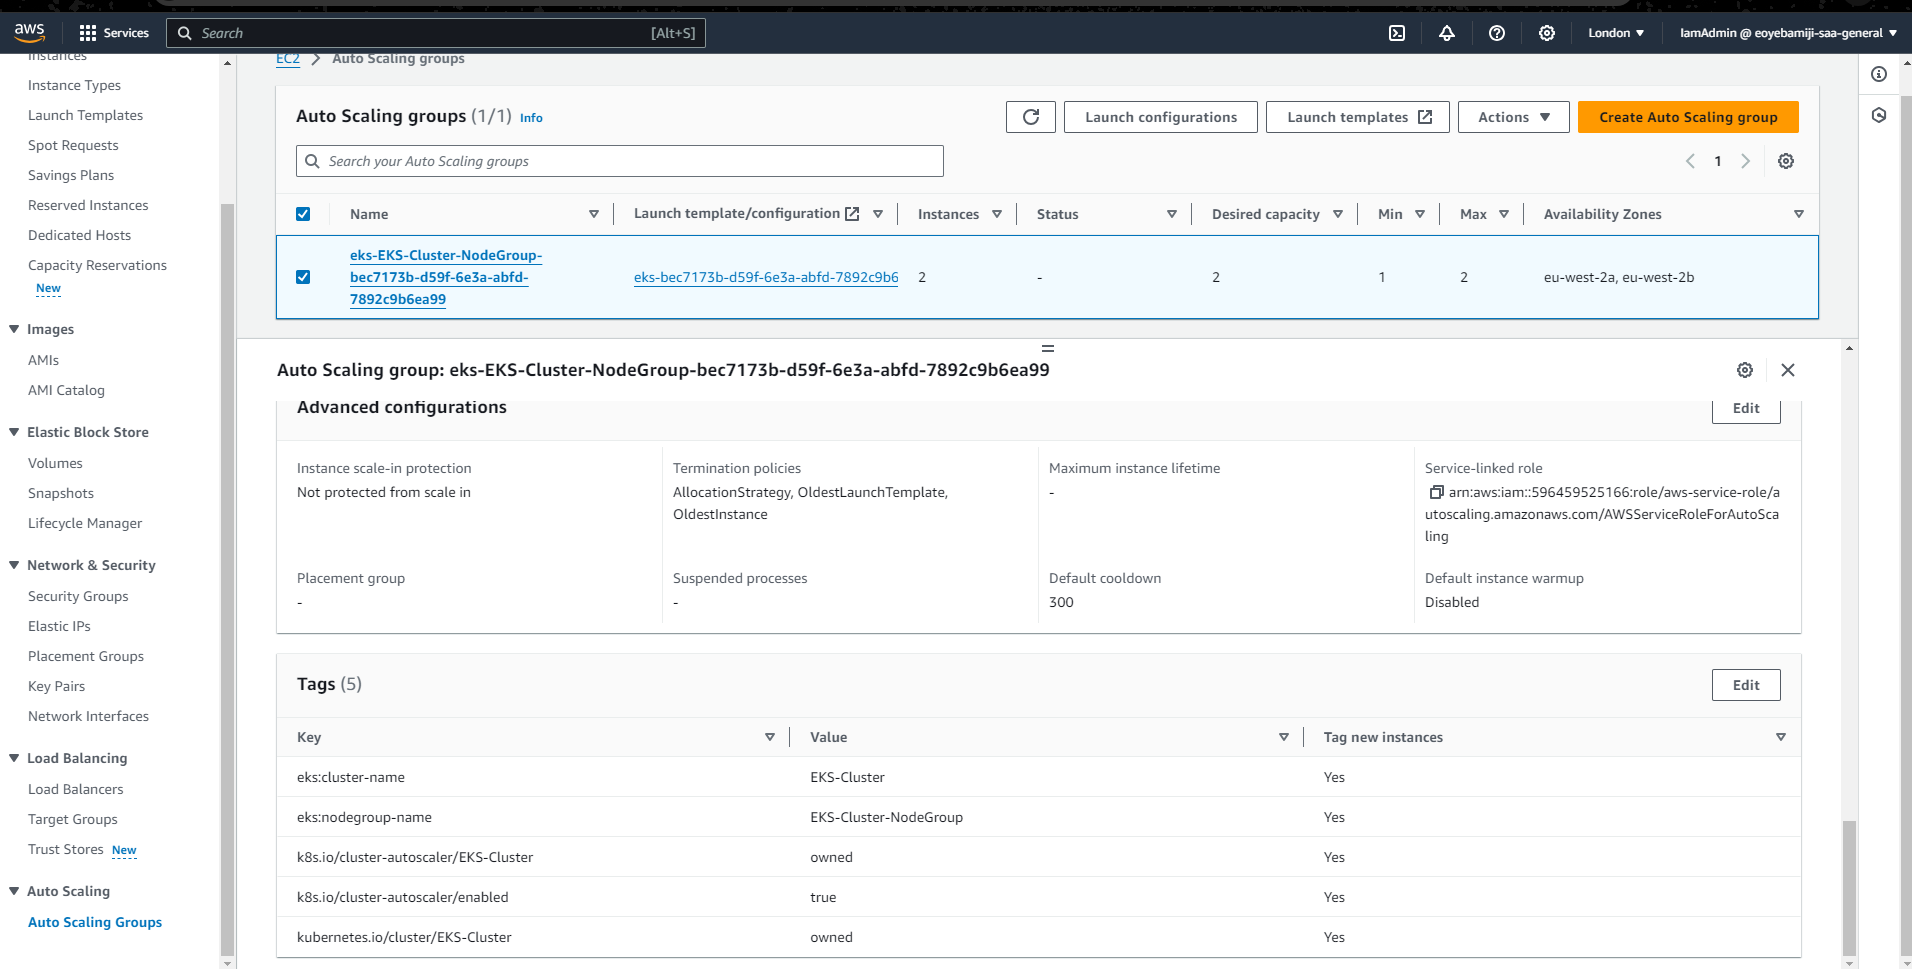 aws
Services
Search
[Alt+S]
London
IamAdmin @ eoyebamiji-saa-general
Instances
Instance Types
Launch Templates
Spot Requests
Savings Plans
Reserved Instances
Dedicated Hosts
Capacity Reservations
New
Images
AMIs
AMI Catalog
Elastic Block Store
Volumes
Snapshots
Lifecycle Manager
Network & Security
Security Groups
Elastic IPs
Placement Groups
Key Pairs
Network Interfaces
Load Balancing
Load Balancers
Target Groups
Trust Stores New
Auto Scaling
Auto Scaling Groups
EC2 > Auto Scaling groups
Auto Scaling groups (1/1) Info
Launch configurations
Launch templates
Actions
Create Auto Scaling group
Search your Auto Scaling groups
1
Name
Launch template/configuration
Instances
Status
Desired capacity
Min
Max
Availability Zones
eks-EKS-Cluster-NodeGroup-
bec7173b-d59f-6e3a-abfd-
7892c9b6ea99
eks-bec7173b-d59f-6e3a-abfd-7892c9b6
2
-
2
1
2
eu-west-2a, eu-west-2b
Auto Scaling group: eks-EKS-Cluster-NodeGroup-bec7173b-d59f-6e3a-abfd-7892c9b6ea99
Advanced configurations
Edit
Instance scale-in protection
Not protected from scale in
Termination policies
AllocationStrategy, OldestLaunchTemplate,
OldestInstance
Maximum instance lifetime
-
Service-linked role
arn:aws:iam::596459525166:role/aws-service-role/a
utoscaling.amazonaws.com/AWSServiceRoleForAutoSca
ling
Placement group
-
Suspended processes
-
Default cooldown
300
Default instance warmup
Disabled
Tags (5)
Edit
Key
Value
Tag new instances
eks:cluster-name
EKS-Cluster
Yes
eks:nodegroup-name
EKS-Cluster-NodeGroup
Yes
k8s.io/cluster-autoscaler/EKS-Cluster
owned
Yes
k8s.io/cluster-autoscaler/enabled
true
Yes
kubernetes.io/cluster/EKS-Cluster
owned
Yes